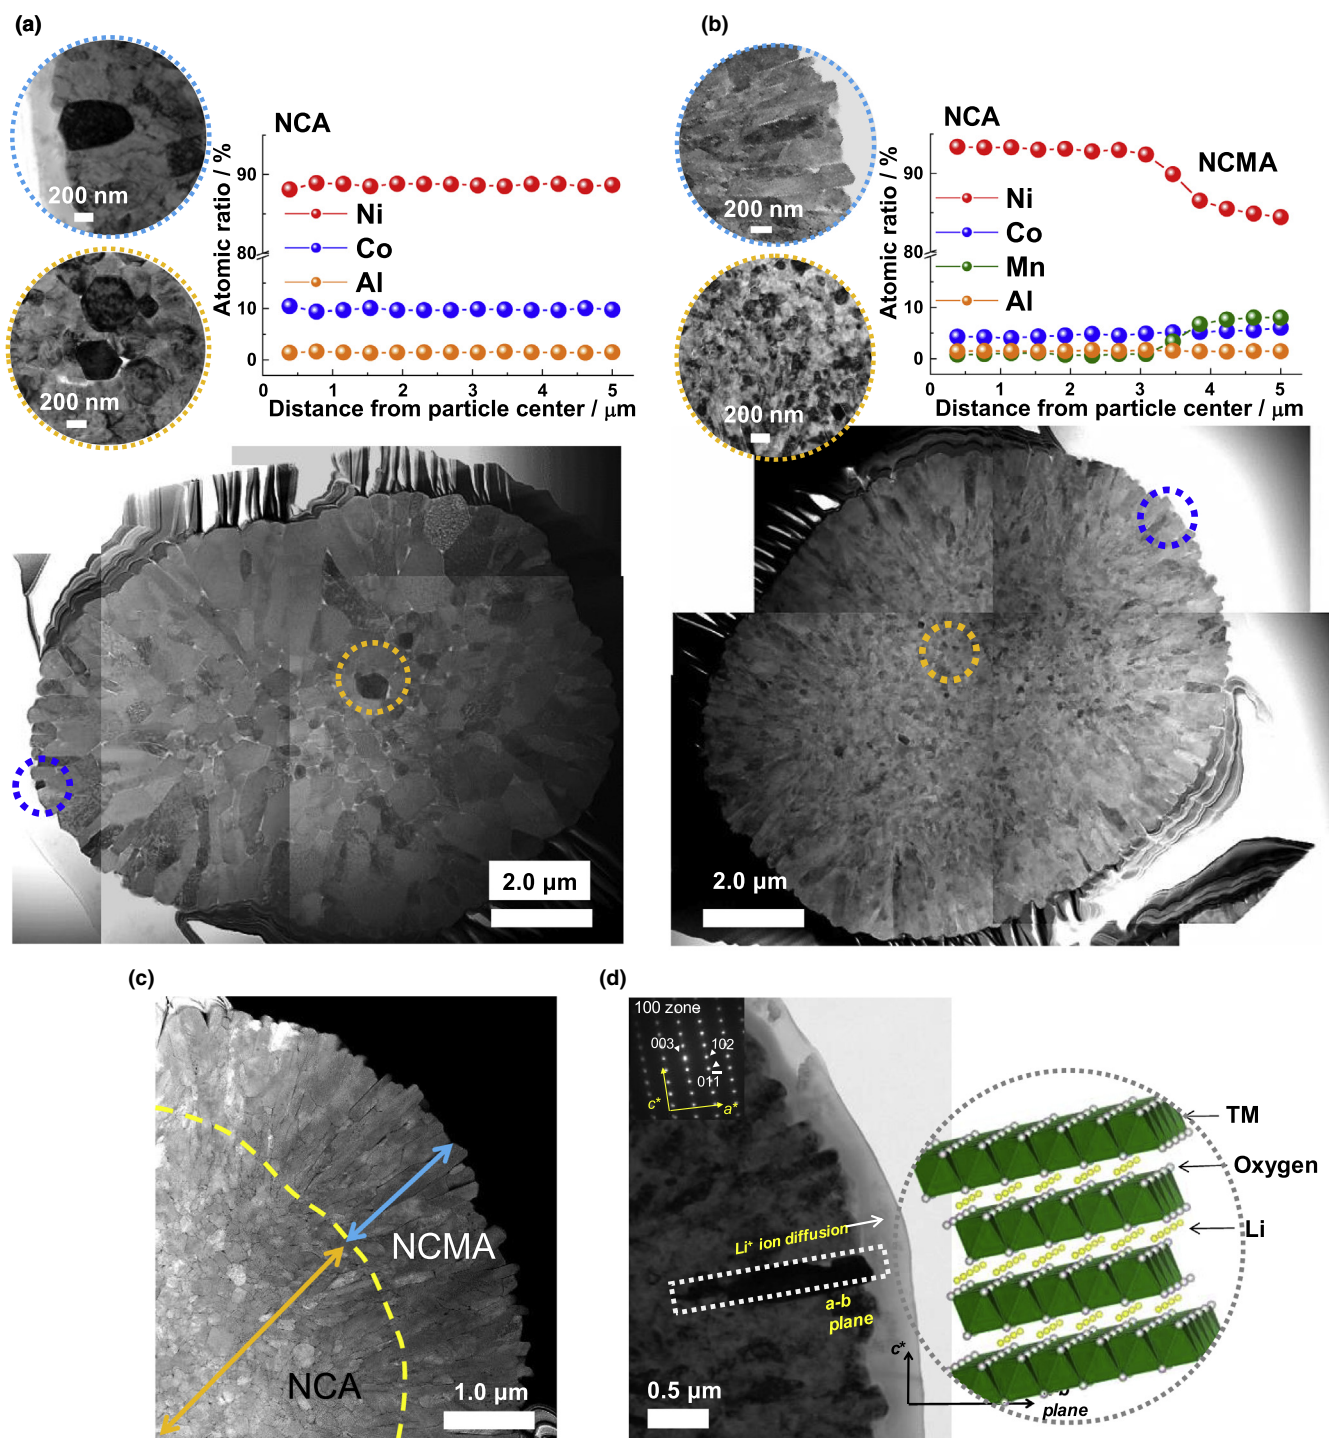 (a)
NCA
200 nm
200 nm
Atomic ratio / %
90
80
10
0
Ni
Co
Al
0 1 2 3 4 5
Distance from particle center / μm
2.0 μm
(b)
NCA
NCMA
200 nm
200 nm
Atomic ratio / %
90
80
10
0
Ni
Co
Mn
Al
0 1 2 3 4 5
Distance from particle center / μm
2.0 μm
(c)
NCMA
NCA
1.0 μm
(d)
100 zone
003
102
011̅
c*
a*
Li⁺ ion diffusion
a-b
plane
0.5 μm
c*
plane
TM
Oxygen
Li